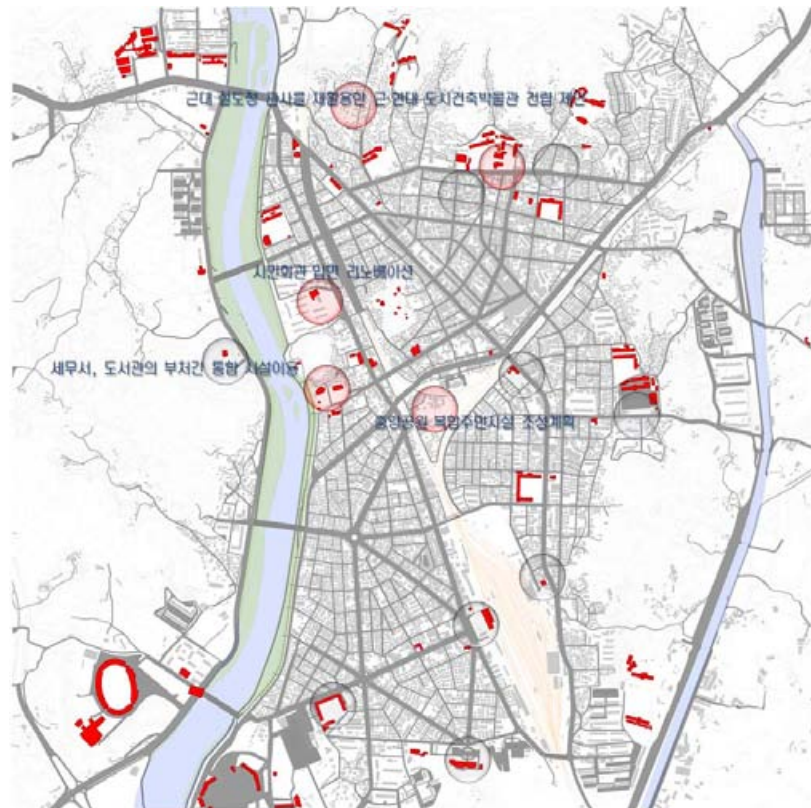 근대 철도청 관사를 재활용한 근·현대 도시건축박물관 건립 제안
시민회관 입면 리노베이션
세무서, 도서관의 부처간 통합 시설이용
중앙공원 복합주민시설 조성계획